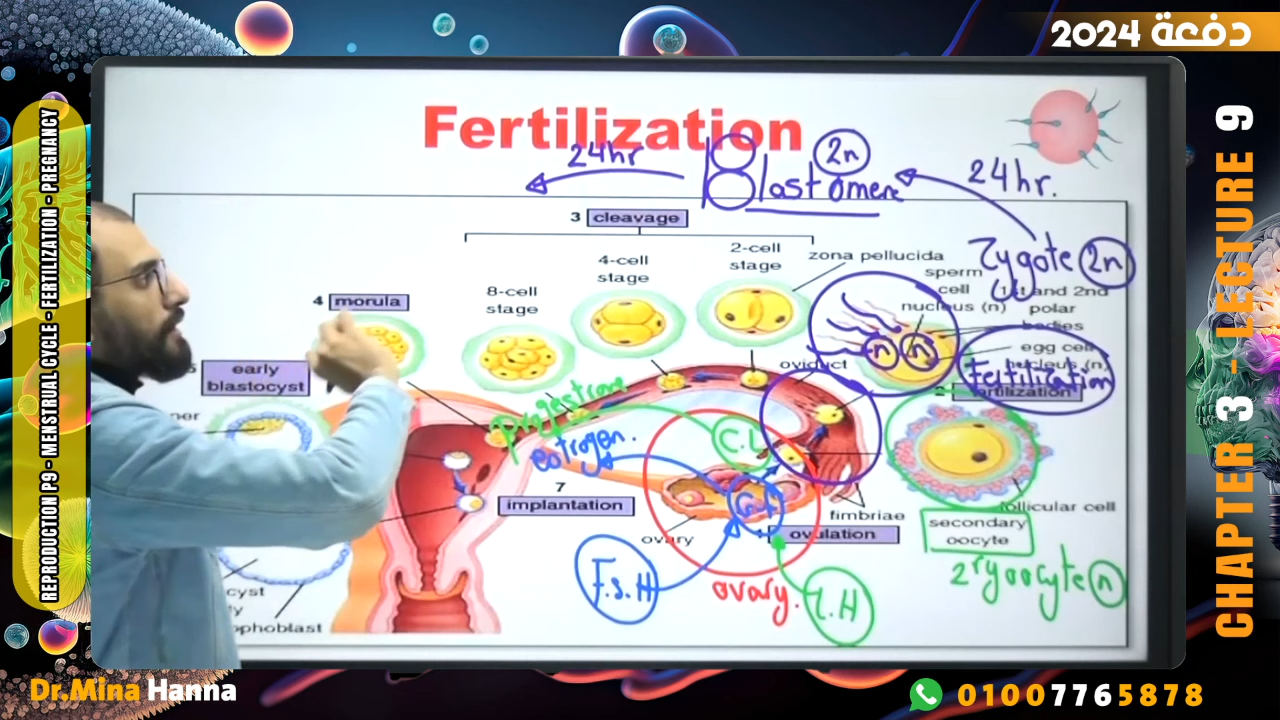 دفعة 2024
REPRODUCTION P9 - MENSTRUAL CYCLE - FERTILIZATION - PREGNANCY
CHAPTER 3 - LECTURE 9
Fertilization
24hr
Blastomere
2n
24hr.
Zygote 2n
3 cleavage
2-cell
stage
4-cell
stage
8-cell
stage
zona pellucida
sperm
cell
nucleus (n)
1st and 2nd
polar
bodies
egg cell
nucleus (n)
n n
Fertilization
fertilization
4 morula
early
blastocyst
oviduct
progestrone
estrogen.
C.L
G.F
7
implantation
ovary
fimbriae
ovulation
follicular cell
secondary
oocyte
2ry oocyte n
F.S.H
ovary.
L.H
Dr.Mina Hanna
01007765878